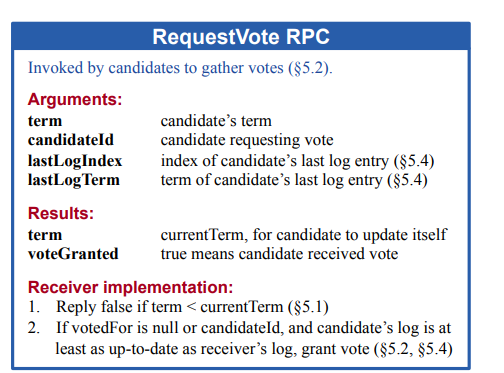 RequestVote RPC
Invoked by candidates to gather votes (§5.2).
Arguments:
term candidate's term
candidateId candidate requesting vote
lastLogIndex index of candidate's last log entry (§5.4)
lastLogTerm term of candidate's last log entry (§5.4)
Results:
term currentTerm, for candidate to update itself
voteGranted true means candidate received vote
Receiver implementation:
1. Reply false if term < currentTerm (§5.1)
2. If votedFor is null or candidateId, and candidate's log is at
least as up-to-date as receiver's log, grant vote (§5.2, §5.4)